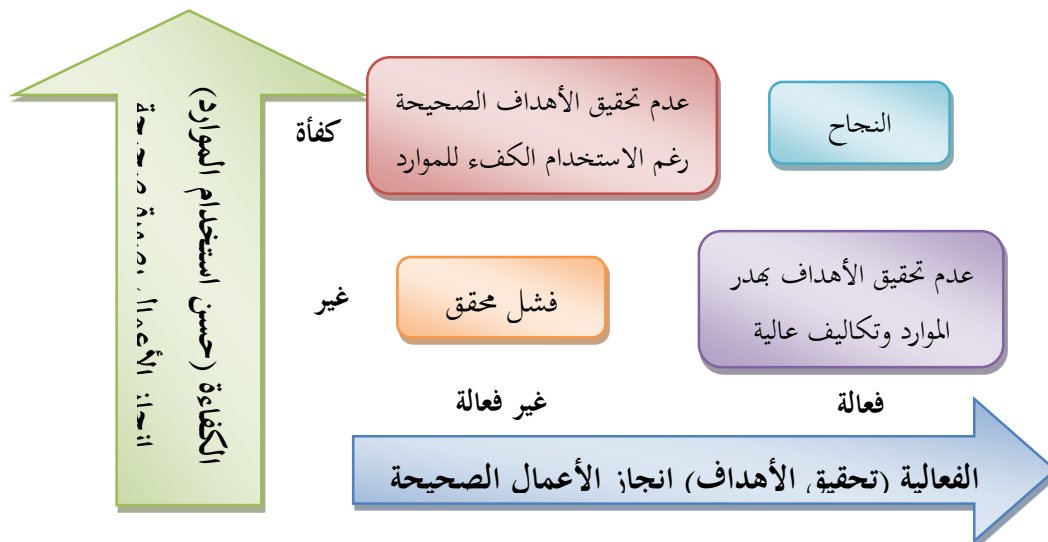 عدم تحقيق الأهداف الصحيحة
رغم الاستخدام الكفء للموارد
النجاح
كفأة
الكفاءة (حسن استخدام الموارد)
عدم تحقيق الأهداف بهدر
الموارد وتكاليف عالية
فشل محقق
غير
فعالة
غير فعالة
الفعالية (تحقيق الأهداف) انجاز الأعمال الصحيحة